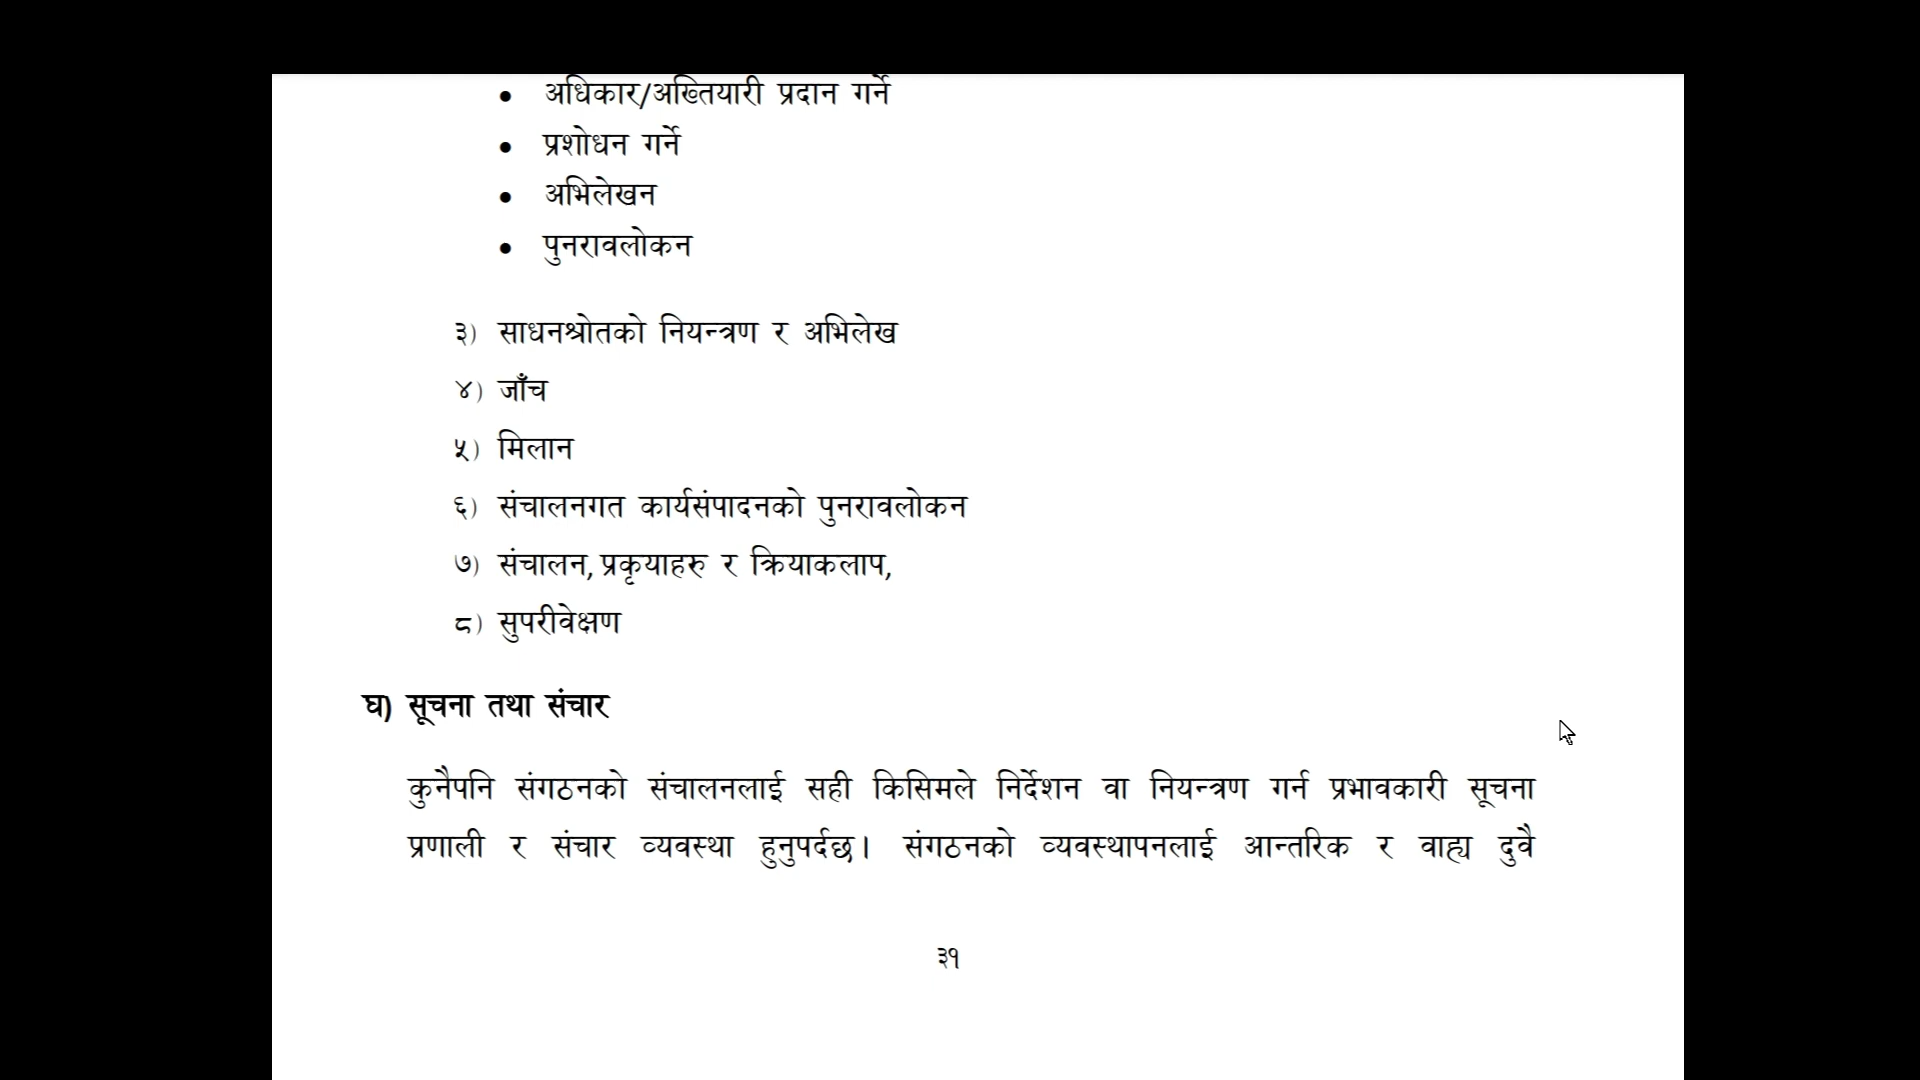 • अधिकार/अख्तियारी प्रदान गर्ने
• प्रशोधन गर्ने
• अभिलेखन
• पुनरावलोकन
३) साधनश्रोतको नियन्त्रण र अभिलेख
४) जाँच
५) मिलान
६) संचालनगत कार्यसंपादनको पुनरावलोकन
७) संचालन, प्रकृयाहरु र क्रियाकलाप,
८) सुपरीवेक्षण
घ) सूचना तथा संचार
कुनैपनि संगठनको संचालनलाई सही किसिमले निर्देशन वा नियन्त्रण गर्न प्रभावकारी सूचना
प्रणाली र संचार व्यवस्था हुनुपर्दछ। संगठनको व्यवस्थापनलाई आन्तरिक र वाह्य दुवै
३१